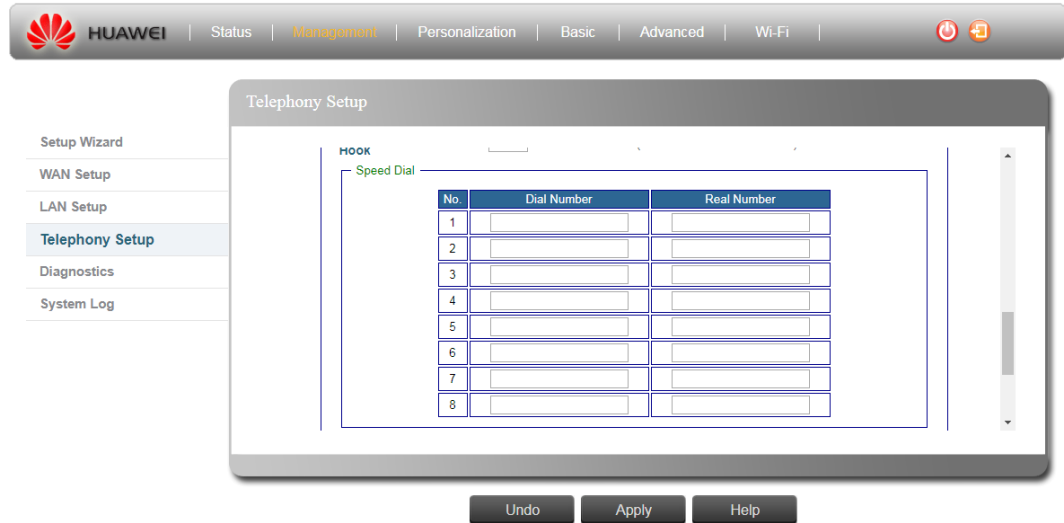 HUAWEI Status Management Personalization Basic Advanced Wi-Fi
Telephony Setup
Setup Wizard
WAN Setup
LAN Setup
Telephony Setup
Diagnostics
System Log
Hook
Speed Dial
No. Dial Number Real Number
1
2
3
4
5
6
7
8
Undo Apply Help